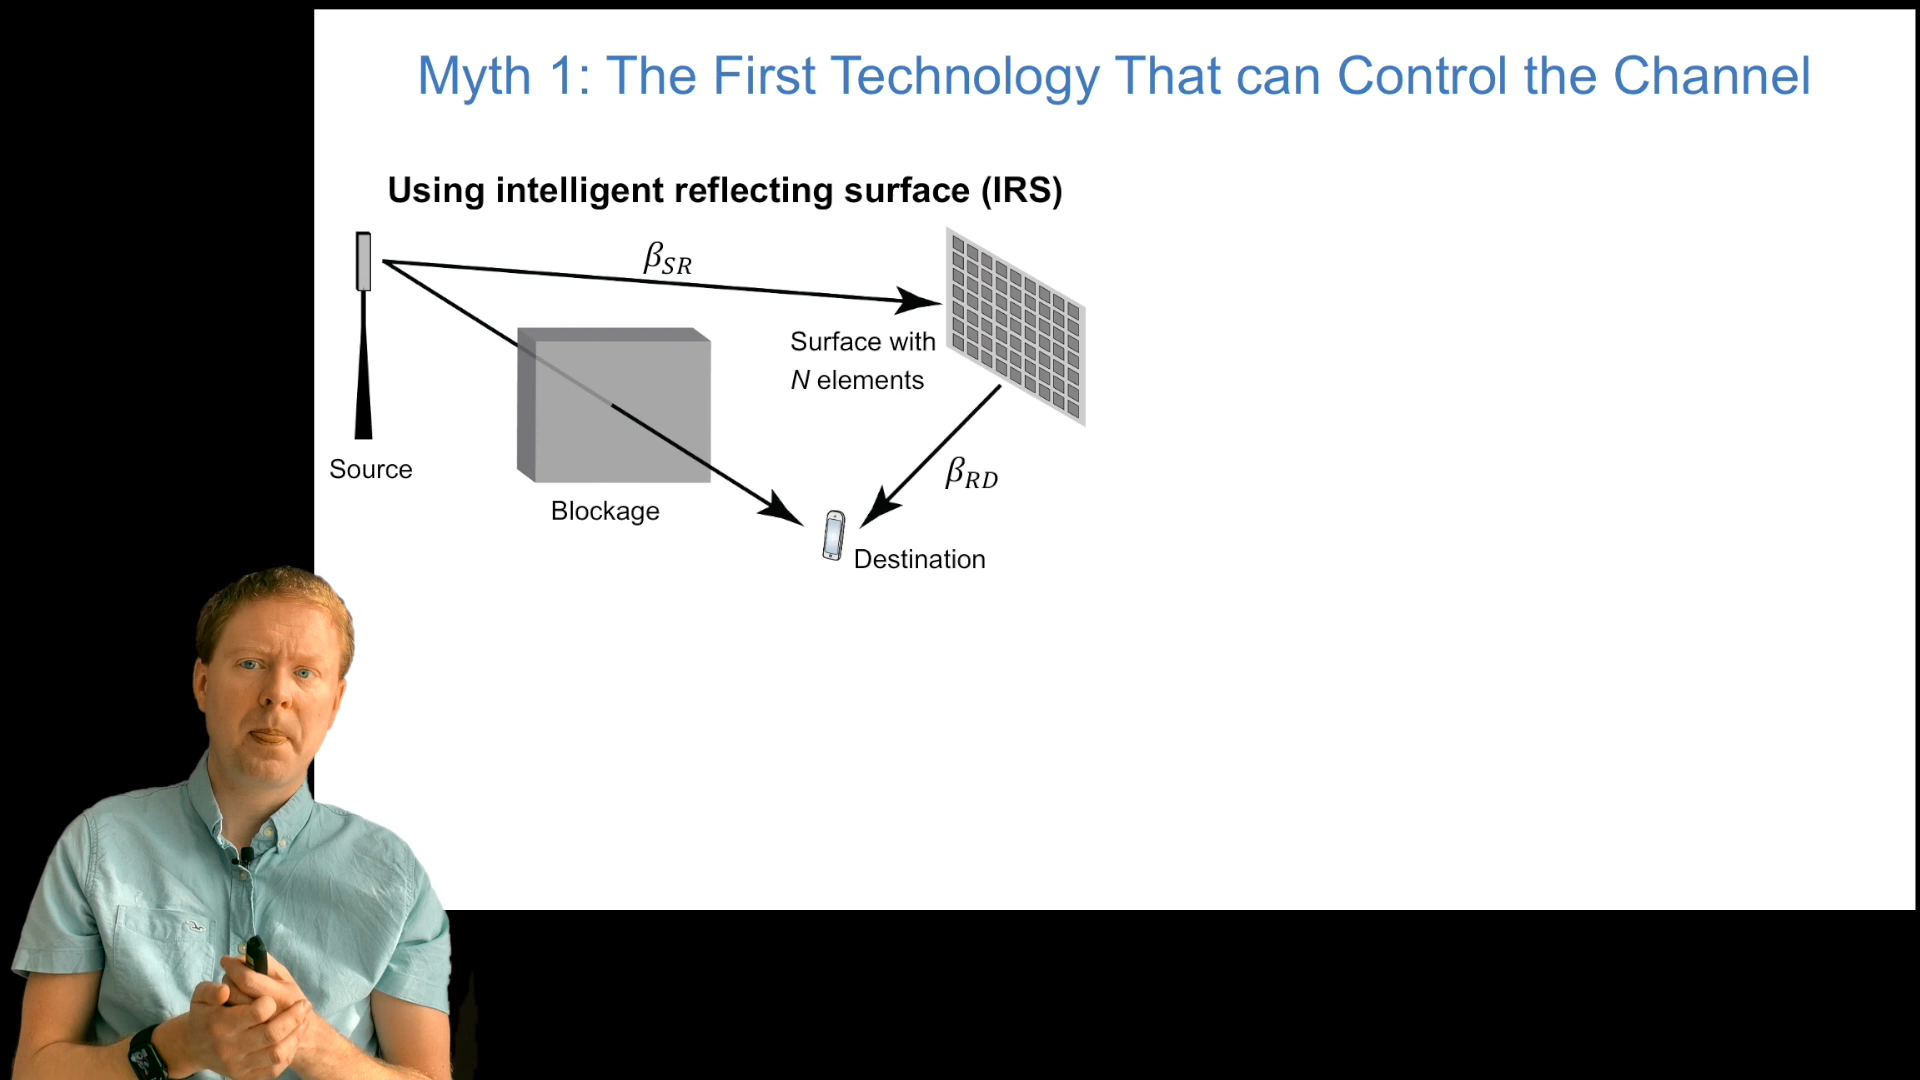 Myth 1: The First Technology That can Control the Channel
Using intelligent reflecting surface (IRS)
β_SR
Surface with
N elements
Source
β_RD
Blockage
Destination